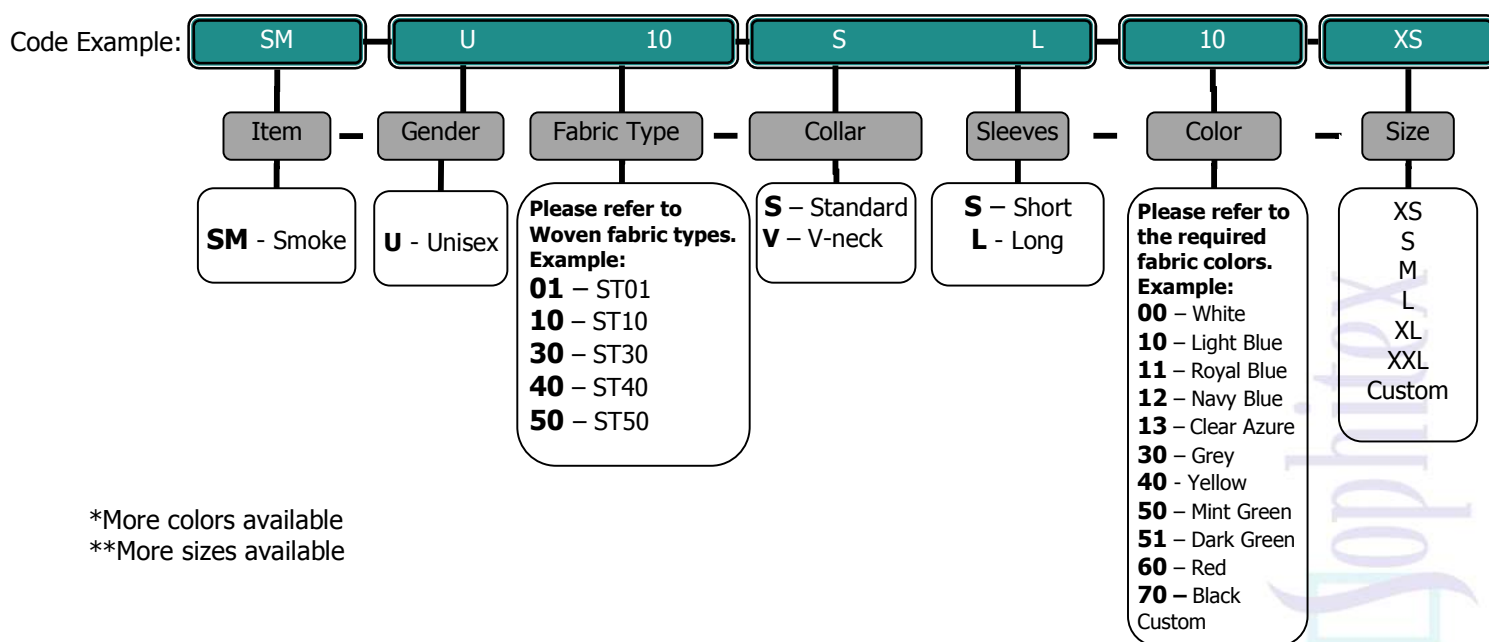 Code Example: SM U 10 S L 10 XS
Item Gender Fabric Type Collar Sleeves Color Size
SM - Smoke
U - Unisex
Please refer to
Woven fabric types.
Example:
01 – ST01
10 – ST10
30 – ST30
40 – ST40
50 – ST50
S – Standard
V – V-neck
S – Short
L - Long
Please refer to
the required
fabric colors.
Example:
00 – White
10 – Light Blue
11 – Royal Blue
12 – Navy Blue
13 – Clear Azure
30 – Grey
40 - Yellow
50 – Mint Green
51 – Dark Green
60 – Red
70 – Black
Custom
XS
S
M
L
XL
XXL
Custom
*More colors available
**More sizes available
Sophitex